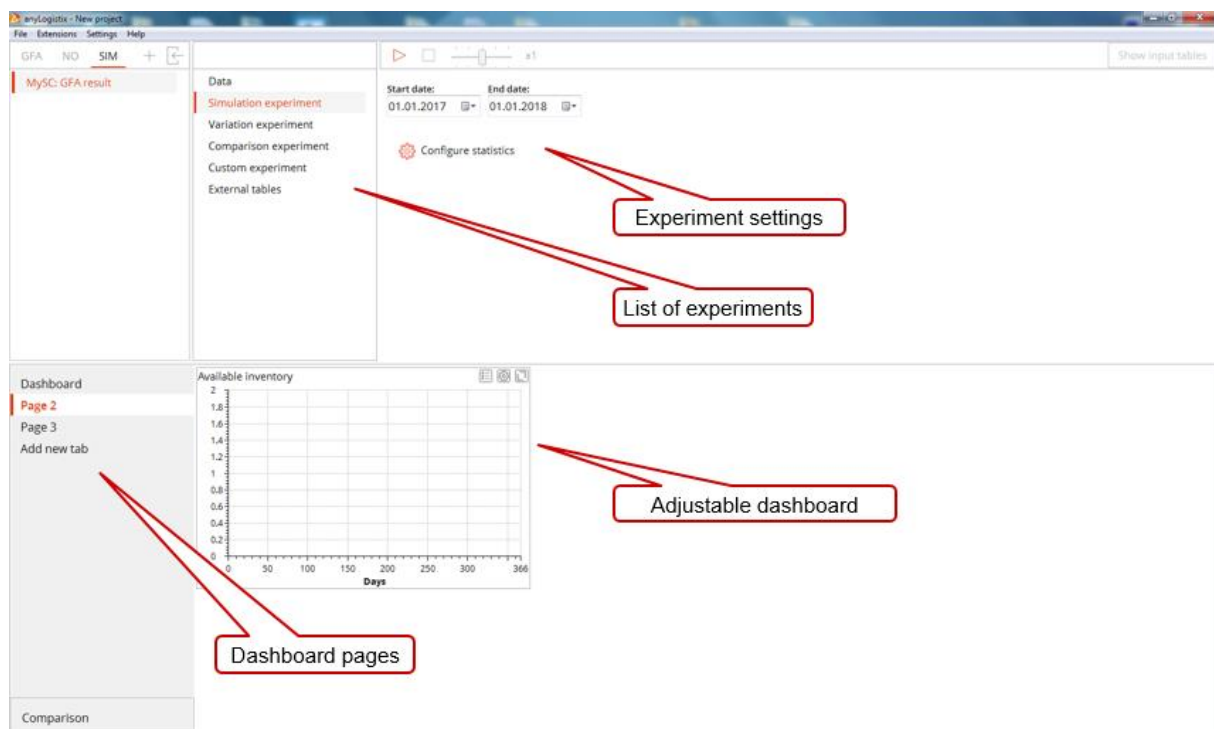 anyLogistix - New project
File Extensions Settings Help
GFA NO SIM
x1
Show input tables
MySC: GFA result
Data
Simulation experiment
Variation experiment
Comparison experiment
Custom experiment
External tables
Start date: End date:
01.01.2017 01.01.2018
Configure statistics
Experiment settings
List of experiments
Dashboard
Page 2
Page 3
Add new tab
Available inventory
2
1.8
1.6
1.4
1.2
1
0.8
0.6
0.4
0.2
0
0 50 100 150 200 250 300 366
Days
Adjustable dashboard
Dashboard pages
Comparison